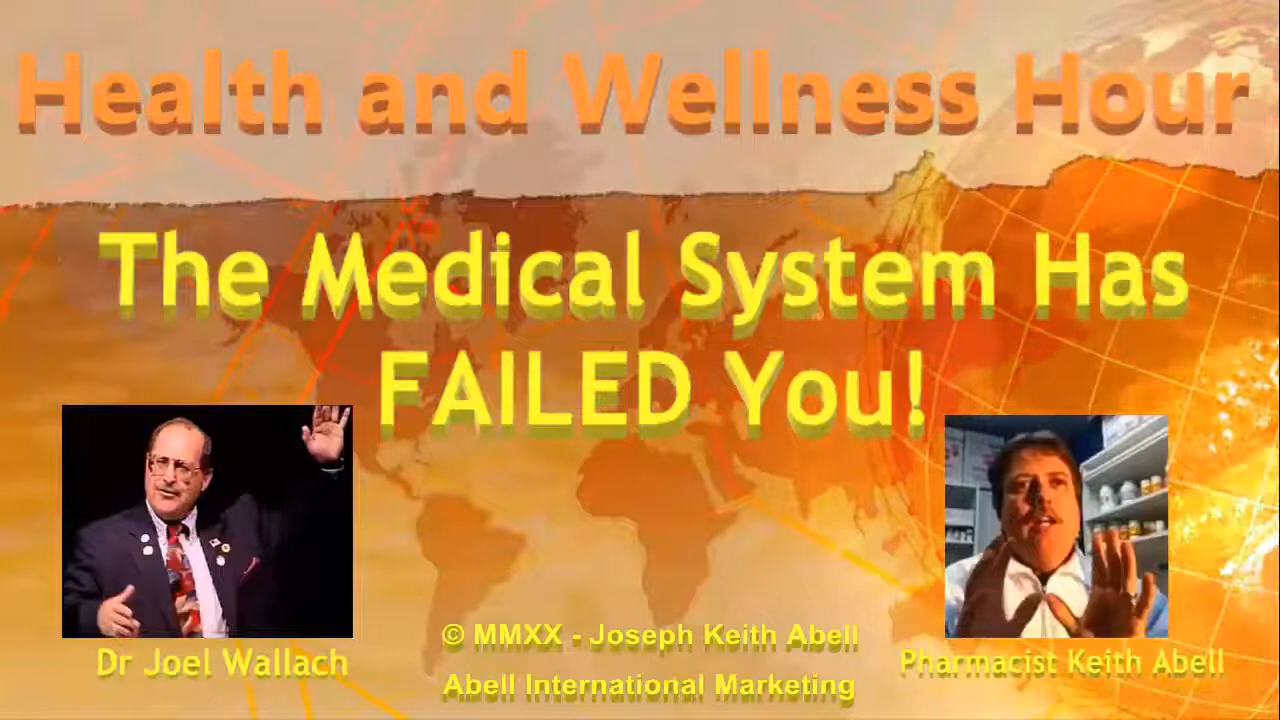 Health and Wellness Hour
The Medical System Has
FAILED You!
Dr Joel Wallach
© MMXX - Joseph Keith Abell
Abell International Marketing
Pharmacist Keith Abell